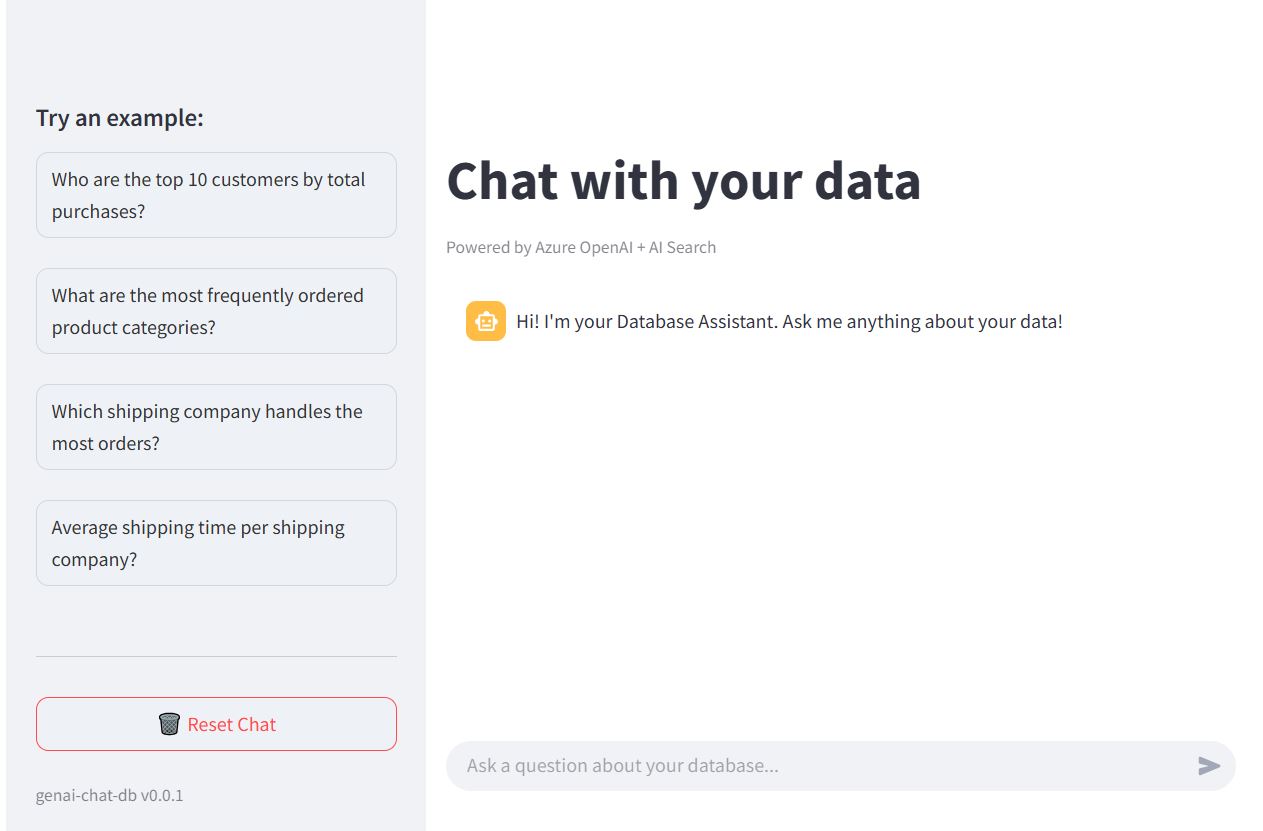 Try an example:
Who are the top 10 customers by total
purchases?
What are the most frequently ordered
product categories?
Which shipping company handles the
most orders?
Average shipping time per shipping
company?
Reset Chat
genai-chat-db v0.0.1
Chat with your data
Powered by Azure OpenAI + AI Search
Hi! I'm your Database Assistant. Ask me anything about your data!
Ask a question about your database...